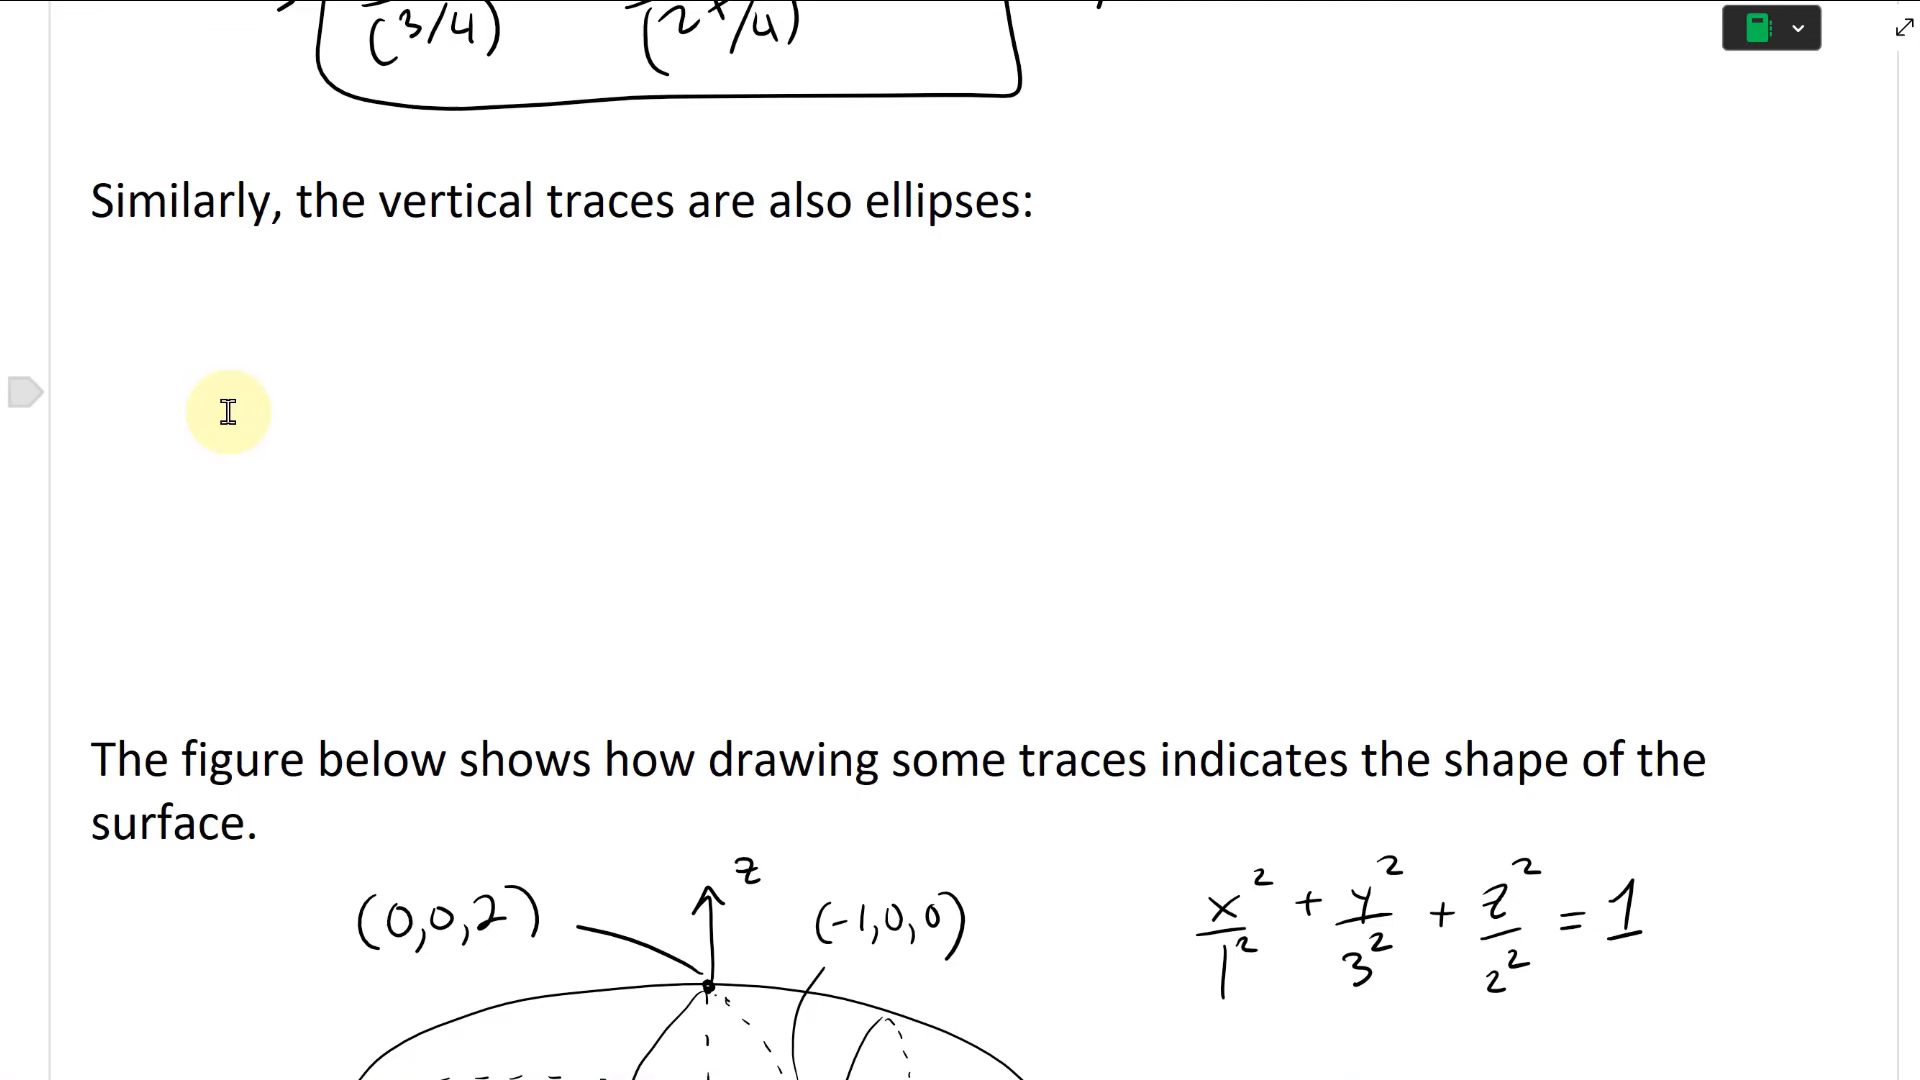 (3/4) (2²/4)
Similarly, the vertical traces are also ellipses:
The figure below shows how drawing some traces indicates the shape of the
surface.
z
(0,0,2) (-1,0,0) x²/1² + y²/3² + z²/2² = 1